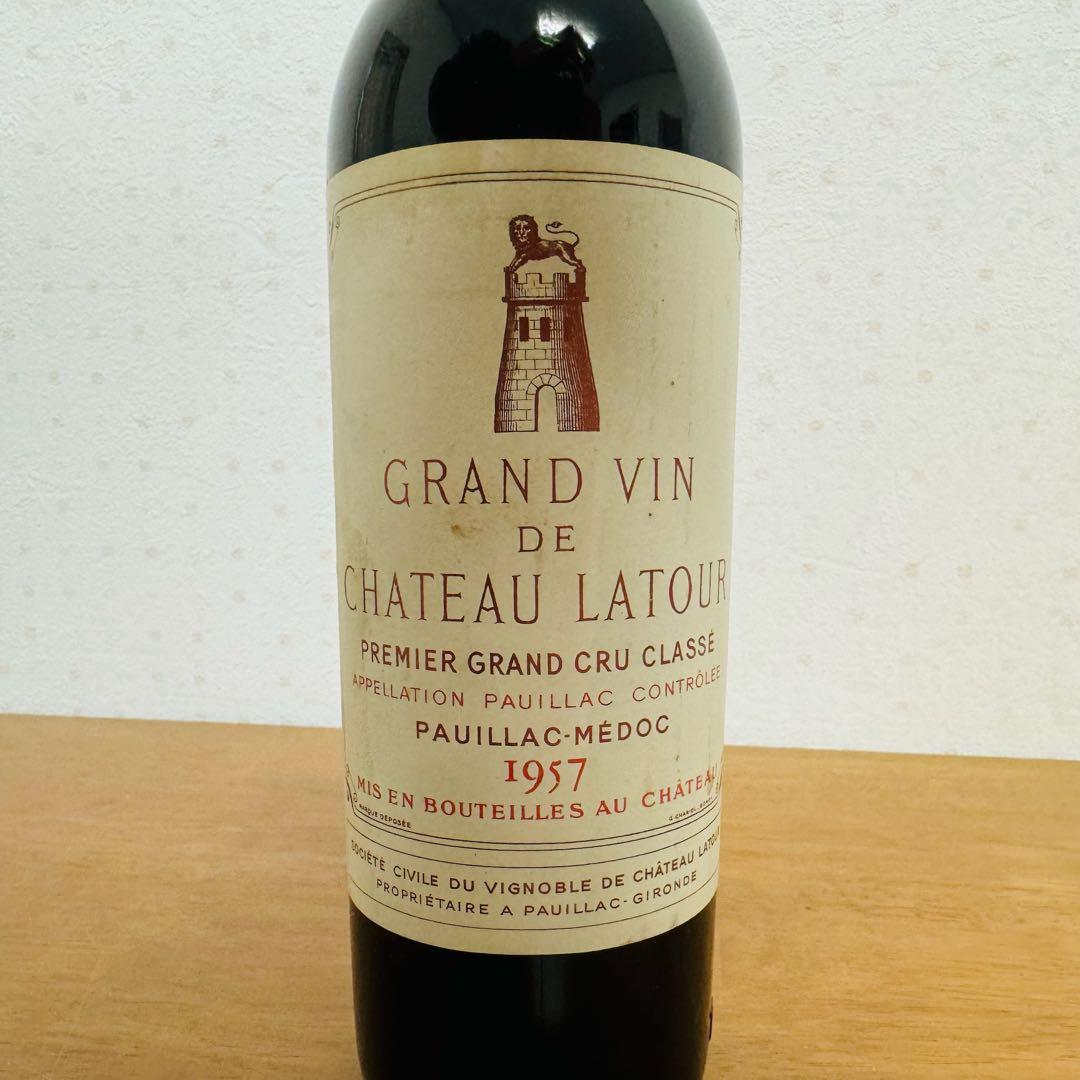 GRAND VIN
DE
CHATEAU LATOUR
PREMIER GRAND CRU CLASSÉ
APPELLATION PAUILLAC CONTRÔLÉE
PAUILLAC-MÉDOC
1957
MIS EN BOUTEILLES AU CHÂTEAU
MARQUE DÉPOSÉE
SOCIÉTÉ CIVILE DU VIGNOBLE DE CHÂTEAU LATOUR
PROPRIÉTAIRE A PAUILLAC-GIRONDE